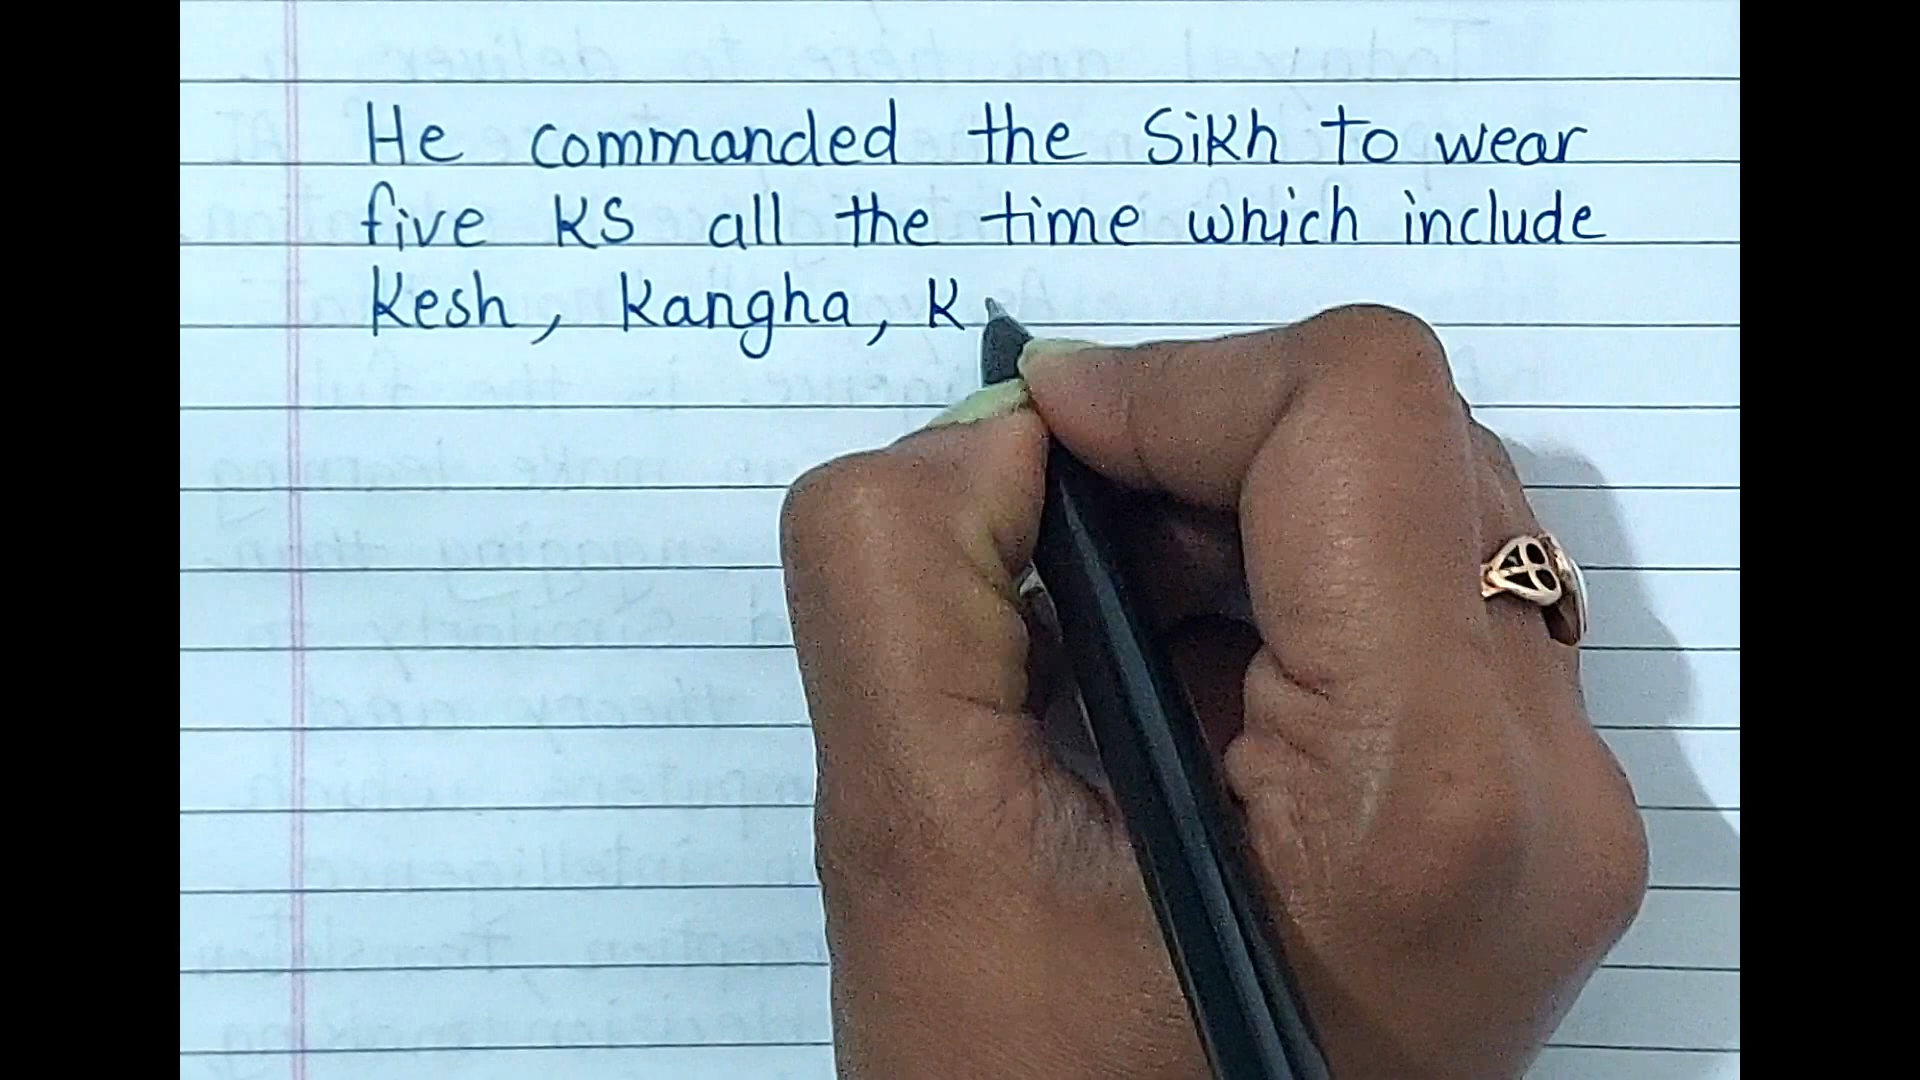 He commanded the Sikh to wear
five KS all the time which include
Kesh, Kangha, K